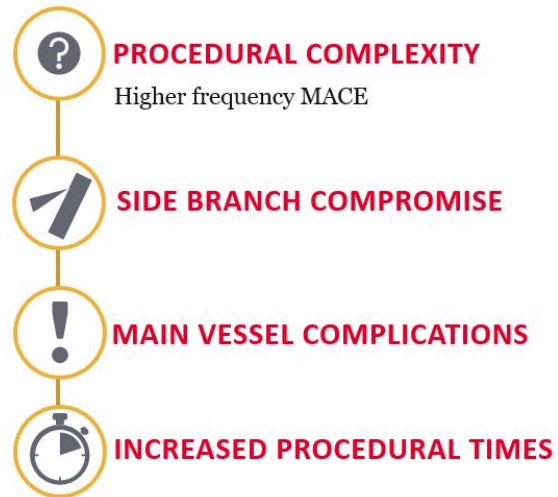 ?
PROCEDURAL COMPLEXITY
Higher frequency MACE
SIDE BRANCH COMPROMISE
!
MAIN VESSEL COMPLICATIONS
INCREASED PROCEDURAL TIMES